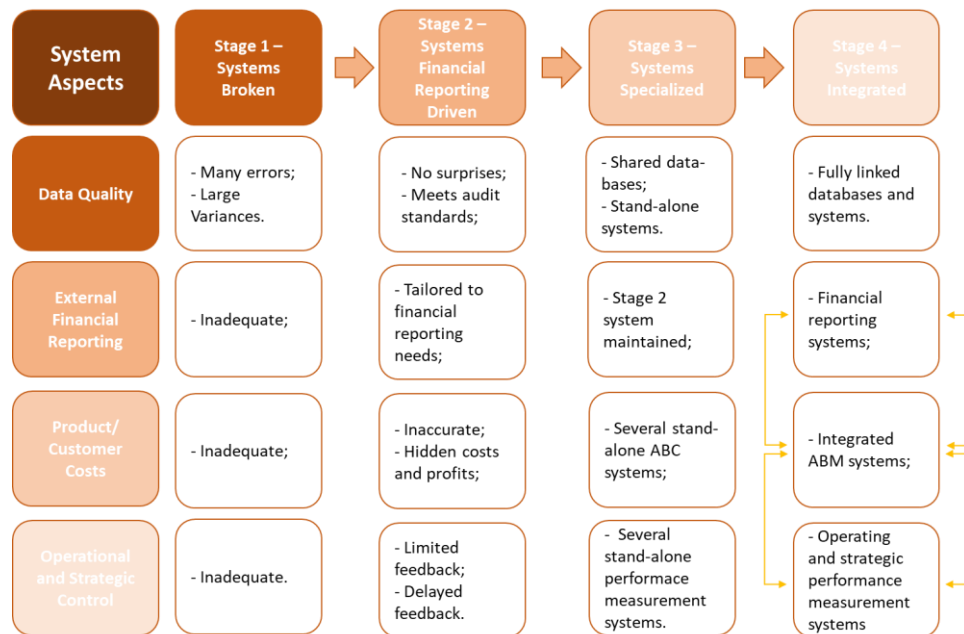 System
Aspects
Stage 1 –
Systems
Broken
Stage 2 –
Systems
Financial
Reporting
Driven
Stage 3 –
Systems
Specialized
Stage 4 –
Systems
Integrated
Data Quality
- Many errors;
- Large
Variances.
- No surprises;
- Meets audit
standards;
- Shared data-
bases;
- Stand-alone
systems.
- Fully linked
databases and
systems.
External
Financial
Reporting
- Inadequate;
- Tailored to
financial
reporting
needs;
- Stage 2
system
maintained;
- Financial
reporting
systems;
Product/
Customer
Costs
- Inadequate;
- Inaccurate;
- Hidden costs
and profits;
- Several stand-
alone ABC
systems;
- Integrated
ABM systems;
Operational
and Strategic
Control
- Inadequate.
- Limited
feedback;
- Delayed
feedback.
- Several
stand-alone
performace
measurement
systems.
- Operating
and strategic
performance
measurement
systems